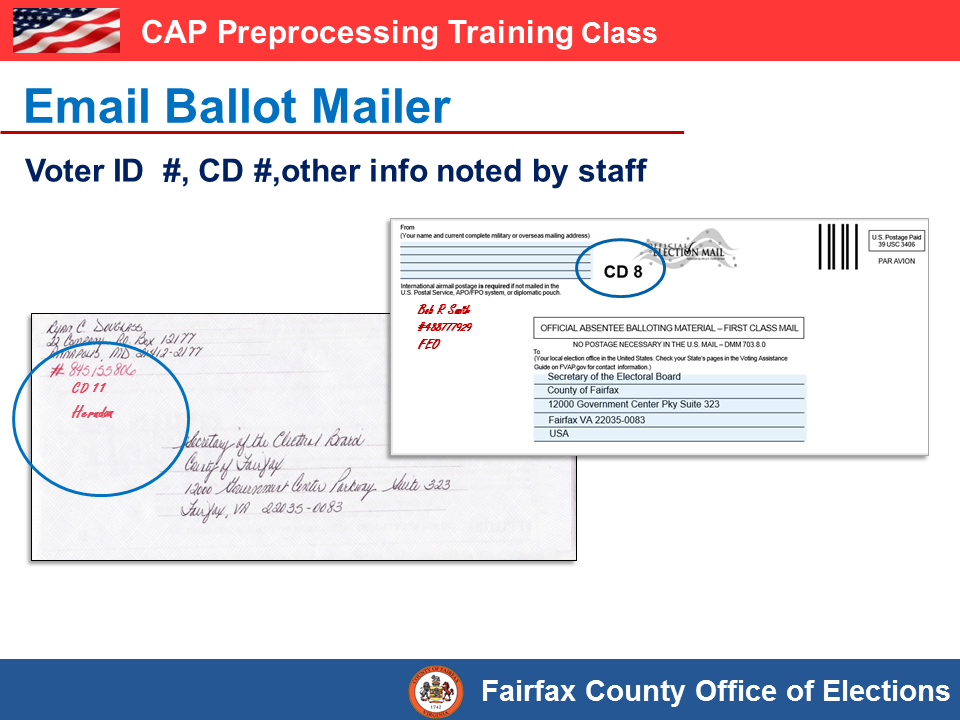 CAP Preprocessing Training Class
Email Ballot Mailer
Voter ID #, CD #,other info noted by staff
From
(Your name and current complete military or overseas mailing address)
OFFICIAL
ELECTION MAIL
U.S. Postage Paid
39 USC 3406
PAR AVION
CD 8
International airmail postage is required if not mailed in the
U.S. Postal Service, APO/FPO system, or diplomatic pouch.
Bob R Smith
#488777929
FEO
OFFICIAL ABSENTEE BALLOTING MATERIAL – FIRST CLASS MAIL
NO POSTAGE NECESSARY IN THE U.S. MAIL – DMM 703.8.0
To
(Your local election office in the United States. Check your State's pages in the Voting Assistance
Guide on FVAP.gov for contact information.)
Secretary of the Electoral Board
County of Fairfax
12000 Government Center Pky Suite 323
Fairfax VA 22035-0083
USA
Ryan C. Douglass
22 Company P.O. Box 12177
Annapolis, MD 21412-2177
# 845155806
CD 11
Herndon
Secretary of the Electoral Board
County of Fairfax
12000 Government Center Parkway Suite 323
Fairfax, VA 22035-0083
COUNTY OF FAIRFAX
1742
VIRGINIA
Fairfax County Office of Elections